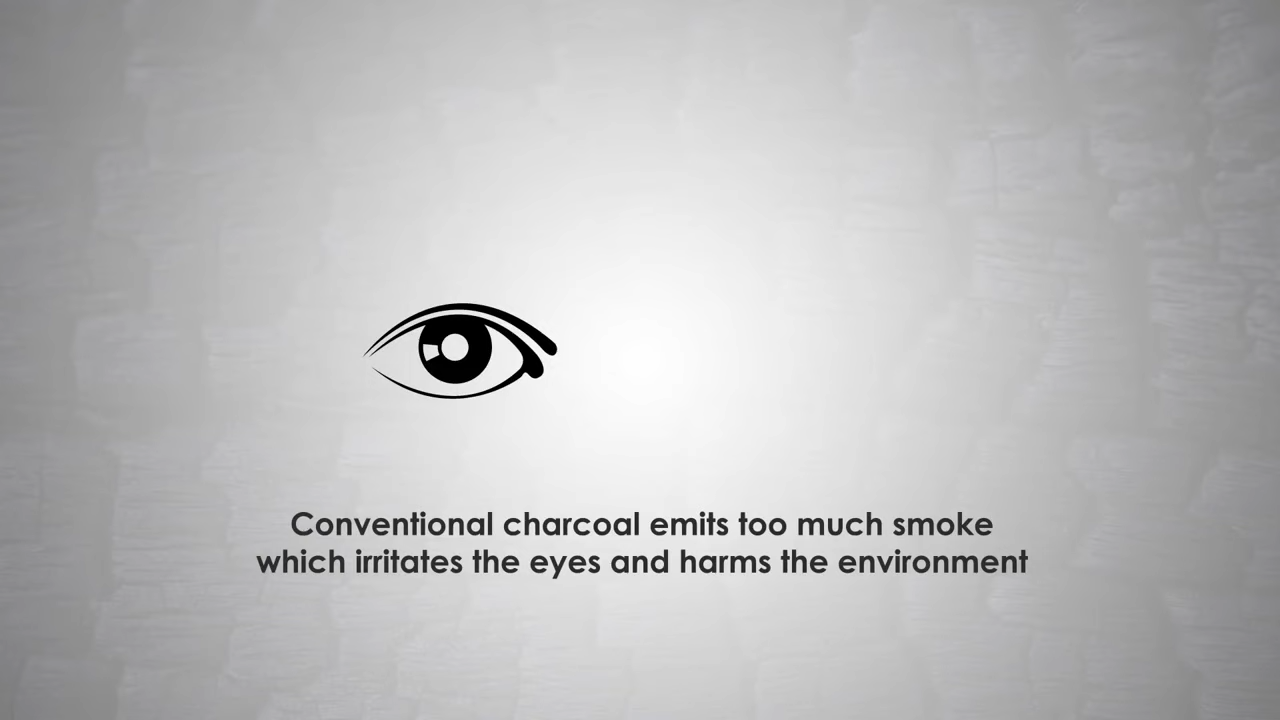 Conventional charcoal emits too much smoke
which irritates the eyes and harms the environment